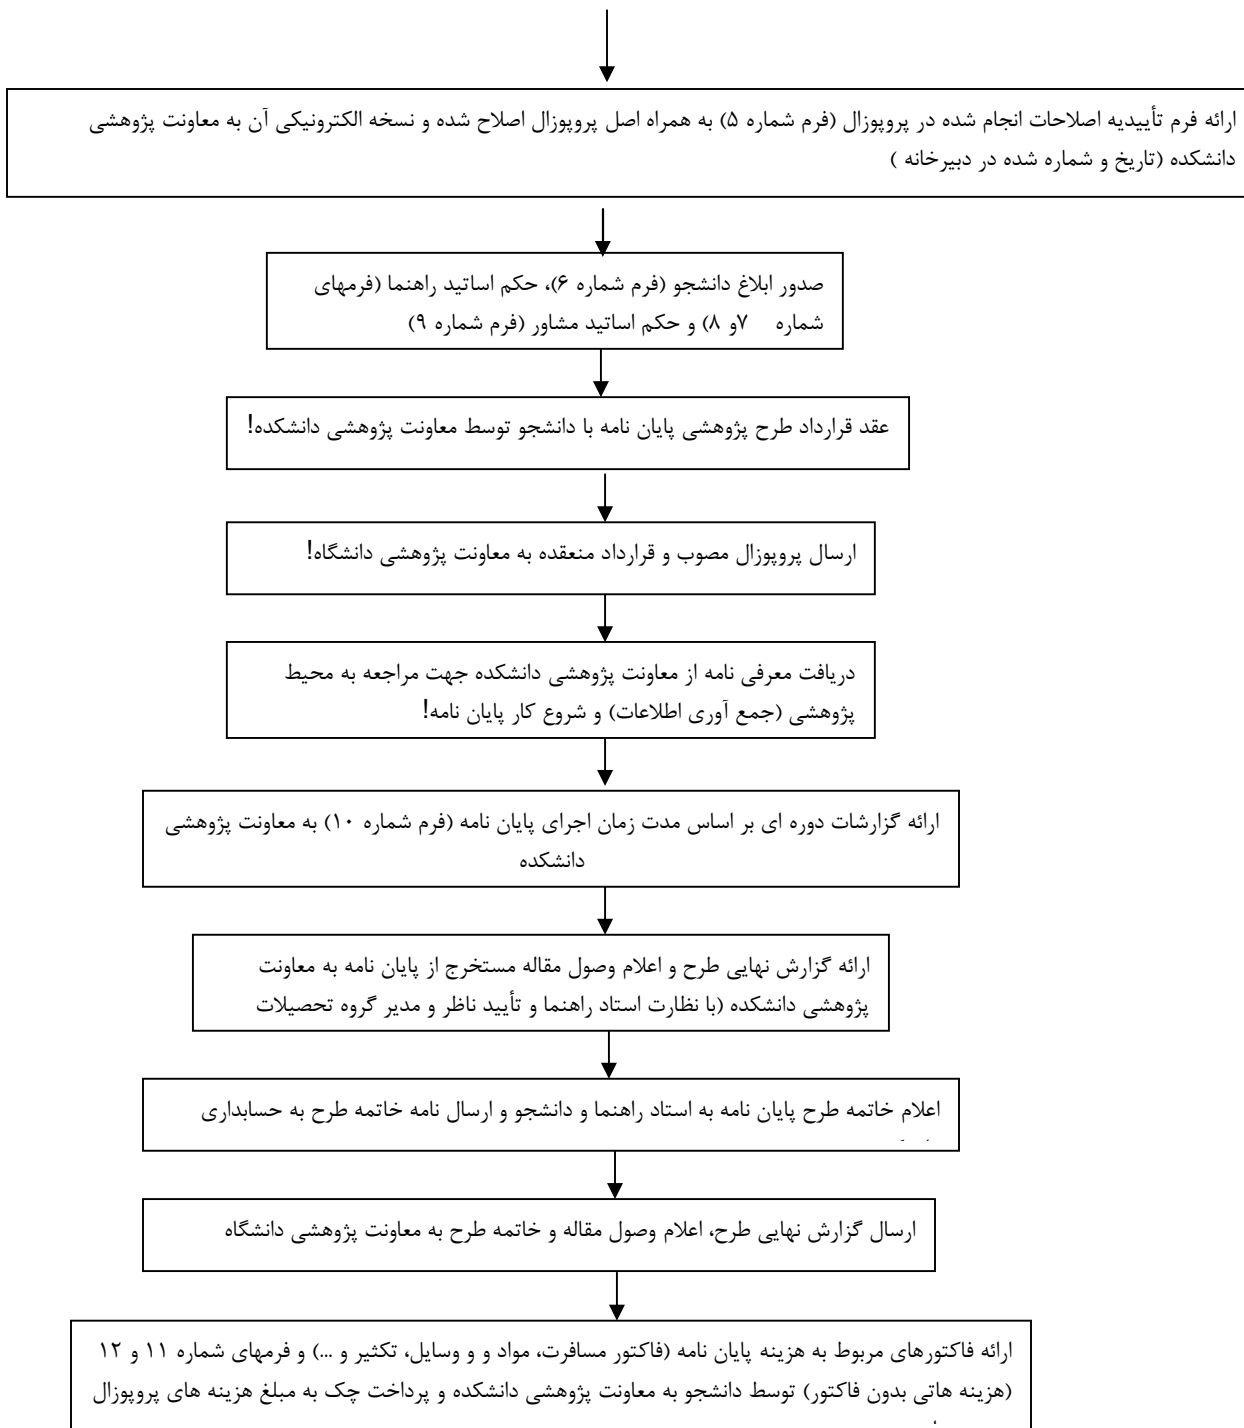 ارائه فرم تأییدیه اصلاحات انجام شده در پروپوزال (فرم شماره ۵) به همراه اصل پروپوزال اصلاح شده و نسخه الکترونیکی آن به معاونت پژوهشی
دانشکده (تاریخ و شماره شده در دبیرخانه )
صدور ابلاغ دانشجو (فرم شماره ۶)، حکم اساتید راهنما (فرمهای
شماره ۷و ۸) و حکم اساتید مشاور (فرم شماره ۹)
عقد قرارداد طرح پژوهشی پایان نامه با دانشجو توسط معاونت پژوهشی دانشکده!
ارسال پروپوزال مصوب و قرارداد منعقده به معاونت پژوهشی دانشگاه!
دریافت معرفی نامه از معاونت پژوهشی دانشکده جهت مراجعه به محیط
پژوهشی (جمع آوری اطلاعات) و شروع کار پایان نامه!
ارائه گزارشات دوره ای بر اساس مدت زمان اجرای پایان نامه (فرم شماره ۱۰) به معاونت پژوهشی
دانشکده
ارائه گزارش نهایی طرح و اعلام وصول مقاله مستخرج از پایان نامه به معاونت
پژوهشی دانشکده (با نظارت استاد راهنما و تأیید ناظر و مدیر گروه تحصیلات
اعلام خاتمه طرح پایان نامه به استاد راهنما و دانشجو و ارسال نامه خاتمه طرح به حسابداری
ارسال گزارش نهایی طرح، اعلام وصول مقاله و خاتمه طرح به معاونت پژوهشی دانشگاه
ارائه فاکتورهای مربوط به هزینه پایان نامه (فاکتور مسافرت، مواد و و وسایل، تکثیر و ...) و فرمهای شماره ۱۱ و ۱۲
(هزینه هاتی بدون فاکتور) توسط دانشجو به معاونت پژوهشی دانشکده و پرداخت چک به مبلغ هزینه های پروپوزال